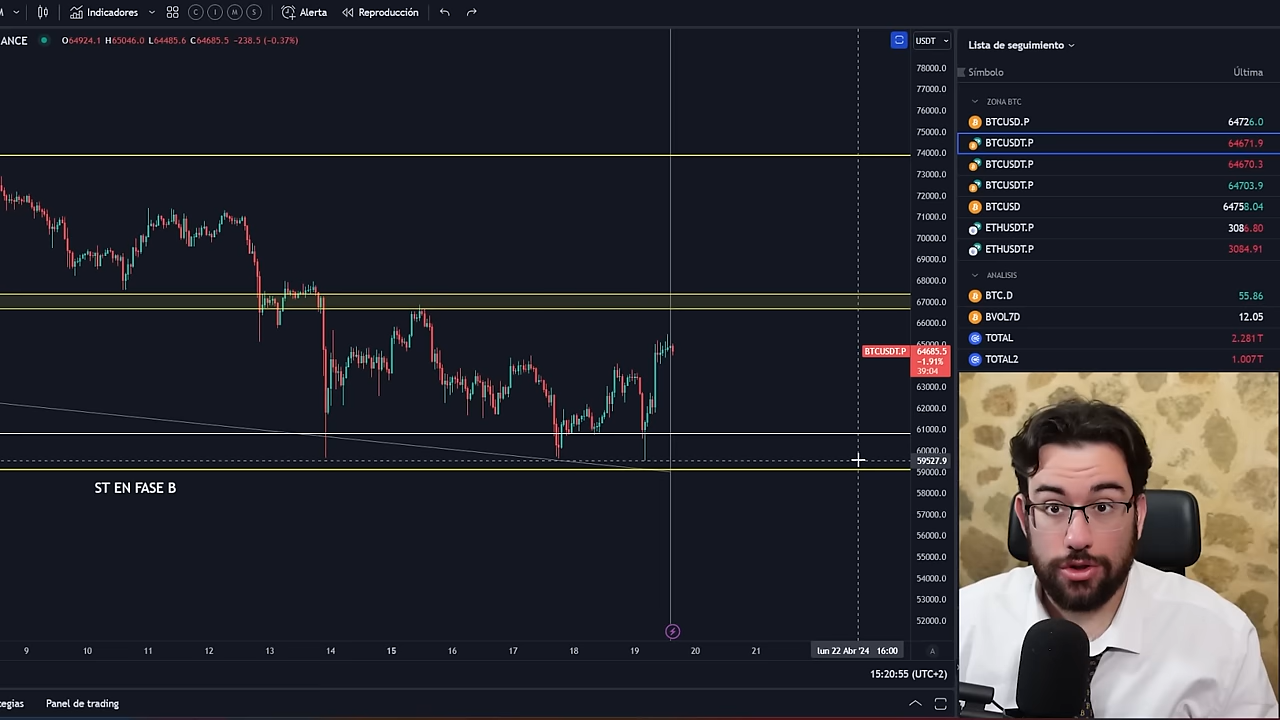 M Indicadores C I M S Alerta Reproducción
ANCE O64924.1 H65046.0 L64485.6 C64685.5 −238.5 (−0.37%)
USDT
78000.0
77000.0
76000.0
75000.0
74000.0
73000.0
72000.0
71000.0
70000.0
69000.0
68000.0
67000.0
66000.0
65000.0
BTCUSDT.P 64685.5
−1.91%
39:04
63000.0
62000.0
61000.0
60000.0
59527.9
59000.0
58000.0
57000.0
56000.0
55000.0
54000.0
53000.0
52000.0
ST EN FASE B
9 10 11 12 13 14 15 16 17 18 19 20 21 lun 22 Abr '24 16:00 A
15:20:55 (UTC+2)
tegias Panel de trading
Lista de seguimiento
Símbolo Última
ZONA BTC
BTCUSD.P 64726.0
BTCUSDT.P 64671.9
BTCUSDT.P 64670.3
BTCUSDT.P 64703.9
BTCUSD 64758.04
ETHUSDT.P 3086.80
ETHUSDT.P 3084.91
ANALISIS
BTC.D 55.86
BVOL7D 12.05
TOTAL 2.281T
TOTAL2 1.007T